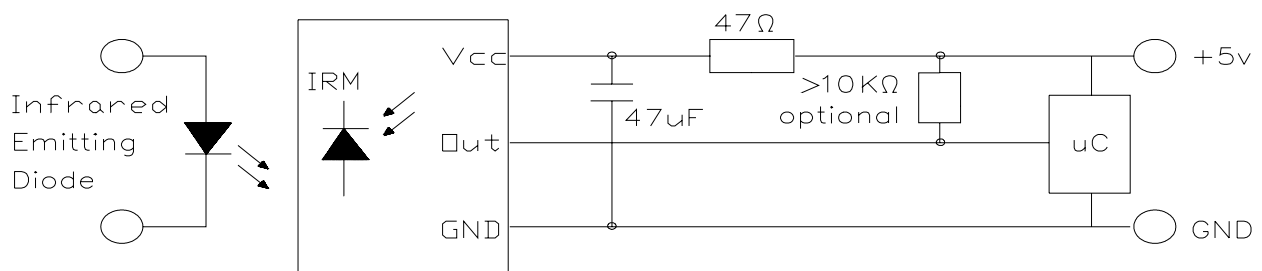 47Ω
Vcc
+5v
IRM
>10KΩ
optional
Infrared
Emitting
Diode
47uF
Out
uC
GND
GND